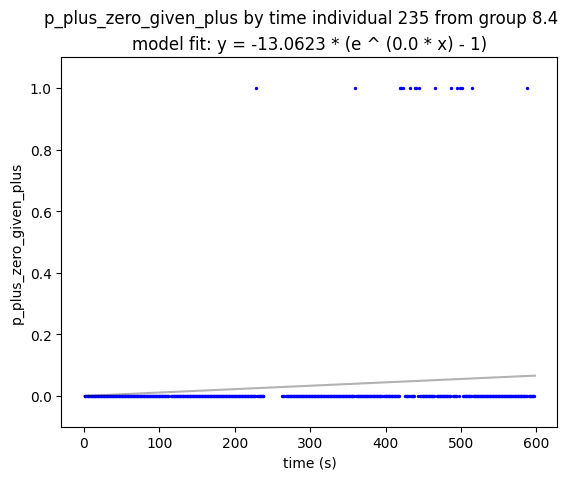 p_plus_zero_given_plus by time individual 235 from group 8.4
model fit: y = -13.0623 * (e ^ (0.0 * x) - 1)
1.0
0.8
0.6
0.4
0.2
0.0
p_plus_zero_given_plus
0 100 200 300 400 500 600
time (s)